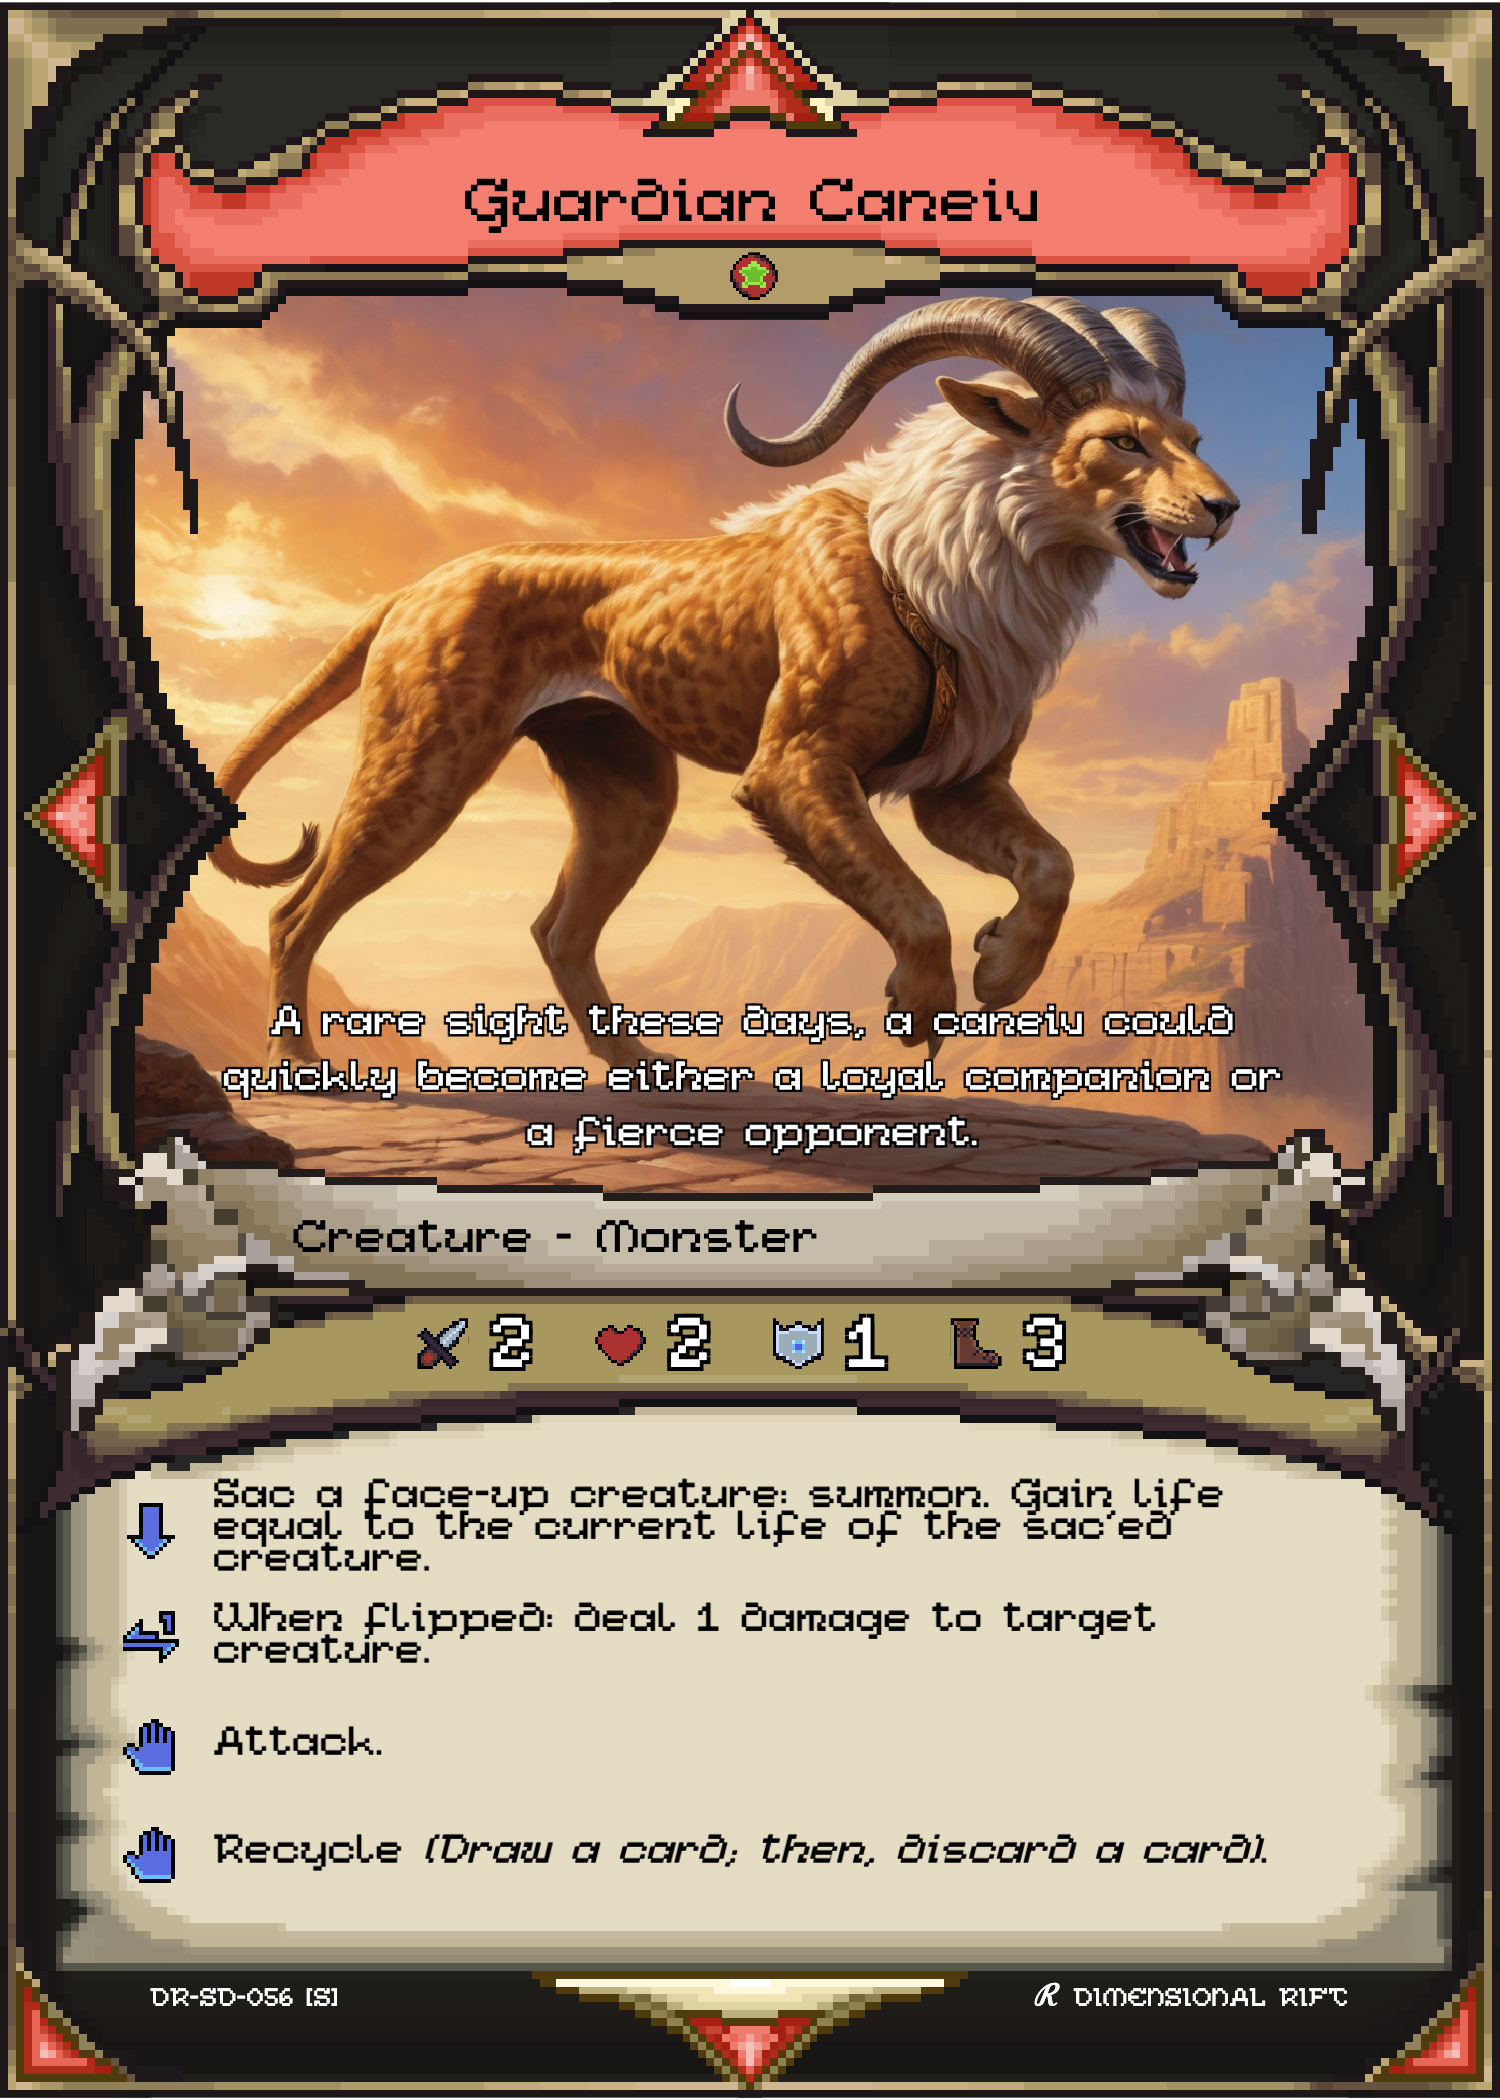 Guardian Caneiv
A rare sight these days, a caneiv could
quickly become either a loyal companion or
a fierce opponent.
Creature - Monster
2 2 1 3
Sac a face-up creature: summon. Gain life
equal to the current life of the sac'ed
creature.
When flipped: deal 1 damage to target
creature.
Attack.
Recycle (Draw a card; then, discard a card).
DR-SD-056 [S]
R DIMENSIONAL RIFT